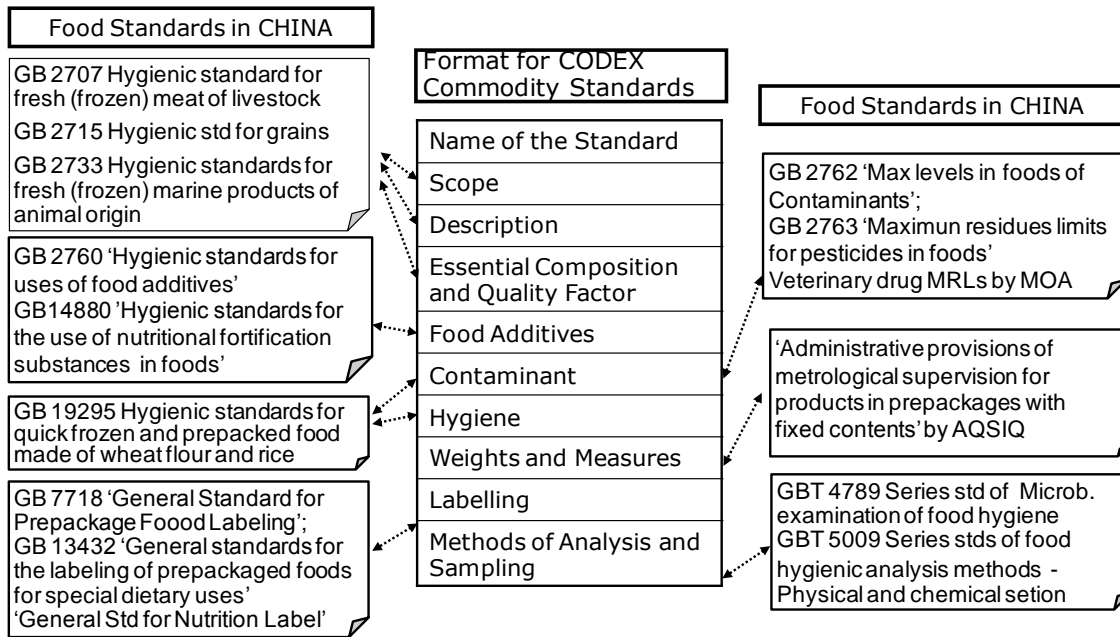 Food Standards in CHINA
GB 2707 Hygienic standard for
fresh (frozen) meat of livestock
GB 2715 Hygienic std for grains
GB 2733 Hygienic standards for
fresh (frozen) marine products of
animal origin
GB 2760 ‘Hygienic standards for
uses of food additives’
GB14880 ’Hygienic standards for
the use of nutritional fortification
substances in foods’
GB 19295 Hygienic standards for
quick frozen and prepacked food
made of wheat flour and rice
GB 7718 ‘General Standard for
Prepackage Foood Labeling’;
GB 13432 ‘General standards for
the labeling of prepackaged foods
for special dietary uses’
‘General Std for Nutrition Label’
Format for CODEX
Commodity Standards
Name of the Standard
Scope
Description
Essential Composition
and Quality Factor
Food Additives
Contaminant
Hygiene
Weights and Measures
Labelling
Methods of Analysis and
Sampling
Food Standards in CHINA
GB 2762 ‘Max levels in foods of
Contaminants’;
GB 2763 ‘Maximun residues limits
for pesticides in foods’
Veterinary drug MRLs by MOA
‘Administrative provisions of
metrological supervision for
products in prepackages with
fixed contents’ by AQSIQ
GBT 4789 Series std of Microb.
examination of food hygiene
GBT 5009 Series stds of food
hygienic analysis methods -
Physical and chemical setion